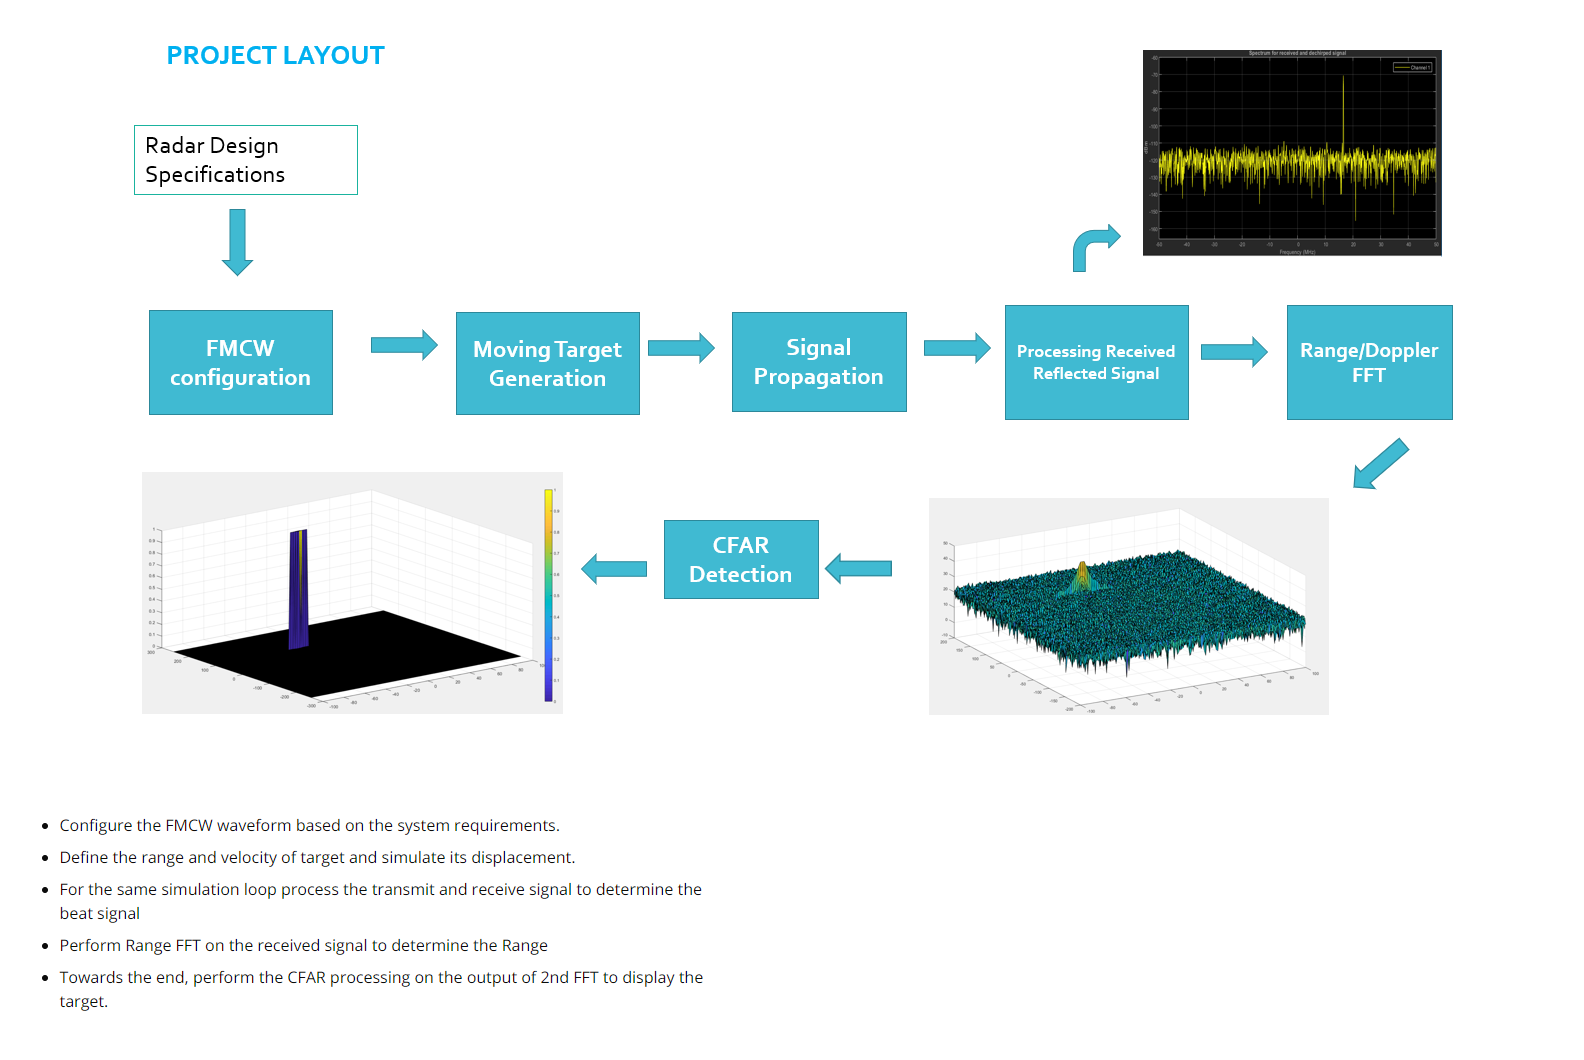 PROJECT LAYOUT
Radar Design
Specifications
Spectrum for received and dechirped signal
Channel 1
Frequency (MHz)
FMCW
configuration
Moving Target
Generation
Signal
Propagation
Processing Received
Reflected Signal
Range/Doppler
FFT
CFAR
Detection
• Configure the FMCW waveform based on the system requirements.
• Define the range and velocity of target and simulate its displacement.
• For the same simulation loop process the transmit and receive signal to determine the
beat signal
• Perform Range FFT on the received signal to determine the Range
• Towards the end, perform the CFAR processing on the output of 2nd FFT to display the
target.